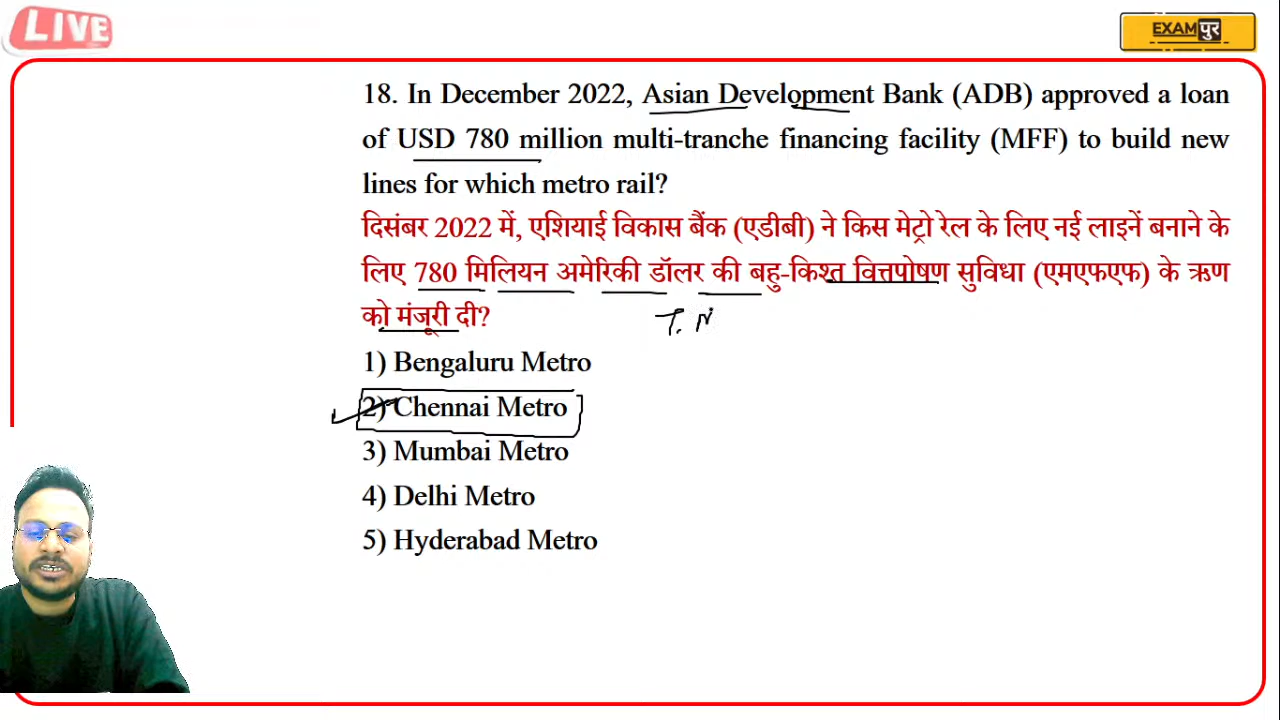 LIVE
EXAMपुर
18. In December 2022, Asian Development Bank (ADB) approved a loan
of USD 780 million multi-tranche financing facility (MFF) to build new
lines for which metro rail?
दिसंबर 2022 में, एशियाई विकास बैंक (एडीबी) ने किस मेट्रो रेल के लिए नई लाइनें बनाने के
लिए 780 मिलियन अमेरिकी डॉलर की बहु-किश्त वित्तपोषण सुविधा (एमएफएफ) के ऋण
को मंजूरी दी?
T. N
1) Bengaluru Metro
2) Chennai Metro
3) Mumbai Metro
4) Delhi Metro
5) Hyderabad Metro